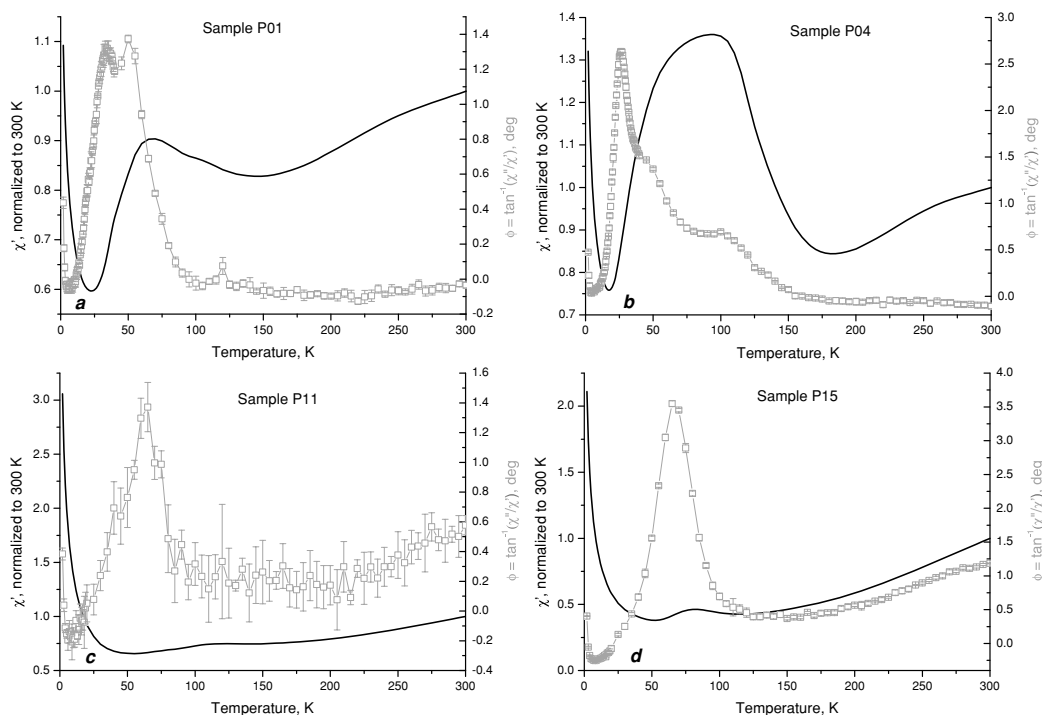 Sample P01
χ', normalized to 300 K
1.1
1.0
0.9
0.8
0.7
0.6
1.4
1.2
1.0
0.8
0.6
0.4
0.2
0.0
-0.2
ϕ = tan⁻¹(χ''/χ'), deg
a
0 50 100 150 200 250 300
Temperature, K
Sample P04
χ', normalized to 300 K
1.4
1.3
1.2
1.1
1.0
0.9
0.8
0.7
3.0
2.5
2.0
1.5
1.0
0.5
0.0
ϕ = tan⁻¹(χ''/χ'), deg
b
0 50 100 150 200 250 300
Temperature, K
Sample P11
χ', normalized to 300 K
3.0
2.5
2.0
1.5
1.0
0.5
1.6
1.4
1.2
1.0
0.8
0.6
0.4
0.2
0.0
-0.2
-0.4
ϕ = tan⁻¹(χ''/χ'), deg
c
0 50 100 150 200 250 300
Temperature, K
Sample P15
χ', normalized to 300 K
2.0
1.5
1.0
0.5
0.0
4.0
3.5
3.0
2.5
2.0
1.5
1.0
0.5
0.0
ϕ = tan⁻¹(χ''/χ'), deg
d
0 50 100 150 200 250 300
Temperature, K